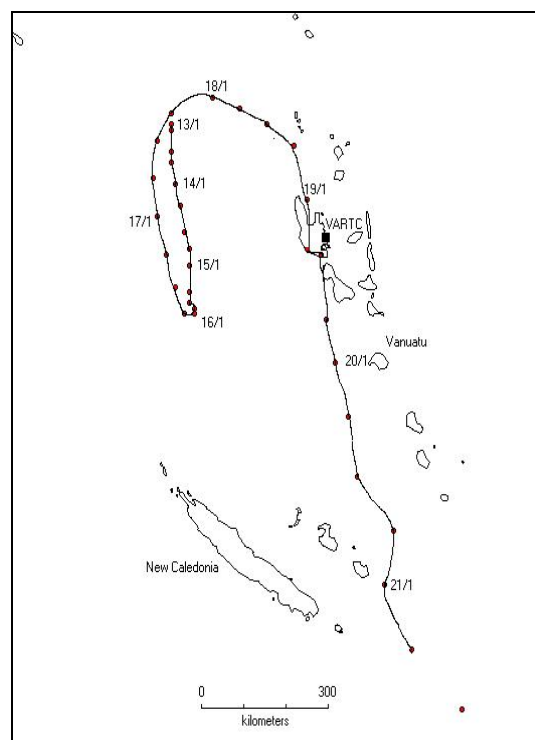 18/1
13/1
14/1
19/1
17/1
VARTC
15/1
16/1
Vanuatu
20/1
New Caledonia
21/1
0 300
kilometers